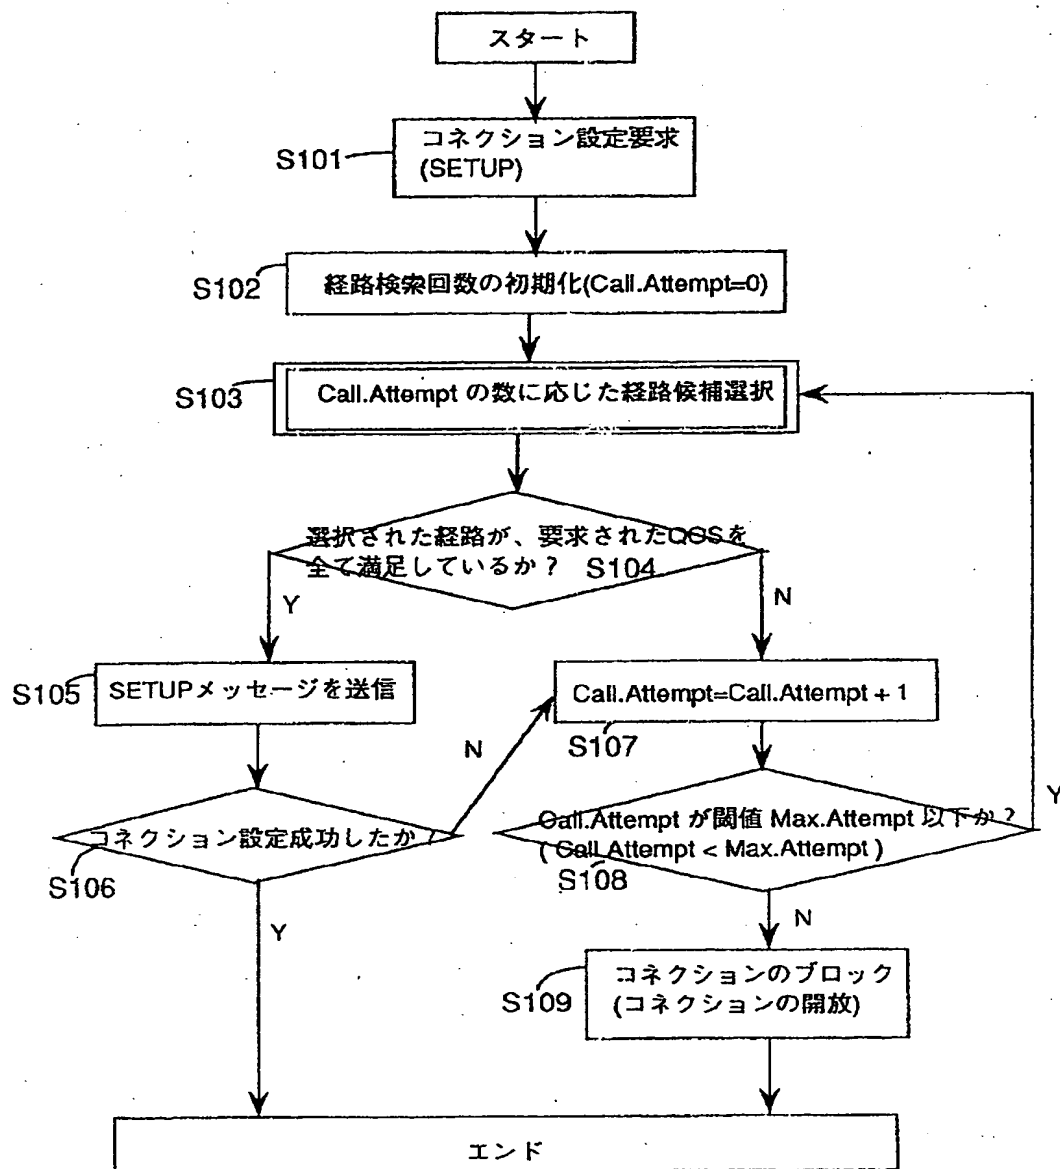 スタート
コネクション設定要求
(SETUP)
S101
経路検索回数の初期化(Call.Attempt=0)
S102
Call.Attempt の数に応じた経路候補選択
S103
選択された経路が、要求されたQOSを
全て満足しているか? S104
Y
N
S105
SETUPメッセージを送信
Call.Attempt=Call.Attempt + 1
S107
N
コネクション設定成功したか?
S106
Call.Attempt が閾値 Max.Attempt 以下か?
( Call.Attempt < Max.Attempt )
S108
Y
Y
N
コネクションのブロック
(コネクションの開放)
S109
エンド